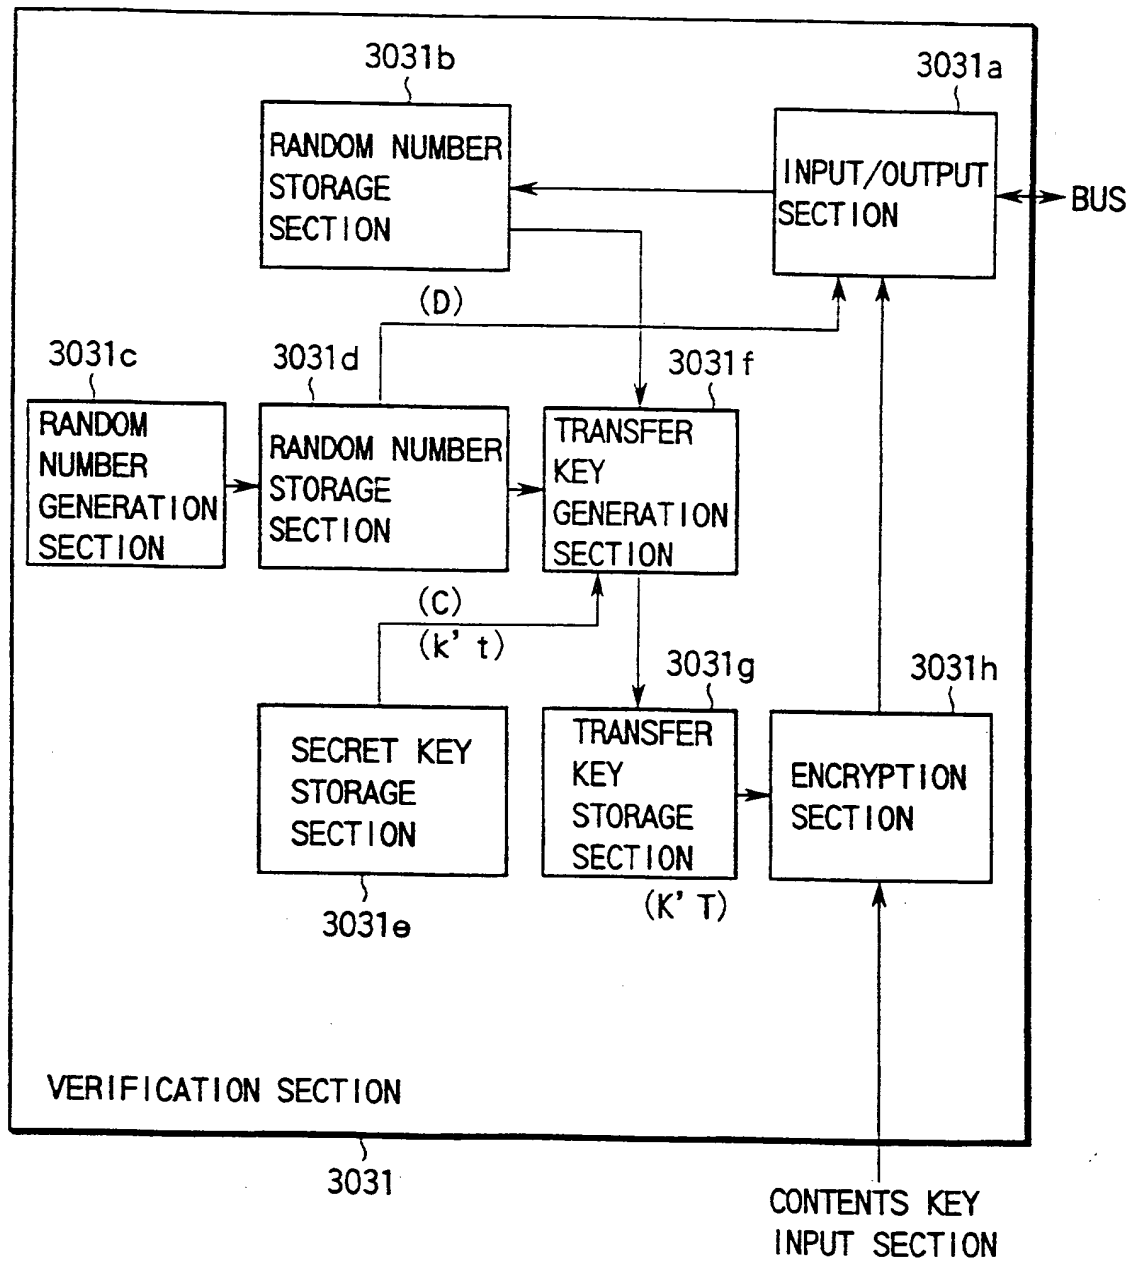 3031b
3031a
RANDOM NUMBER
STORAGE
SECTION
INPUT/OUTPUT
SECTION
BUS
(D)
3031c
3031d
3031f
RANDOM
NUMBER
GENERATION
SECTION
RANDOM NUMBER
STORAGE
SECTION
TRANSFER
KEY
GENERATION
SECTION
(C)
(k' t)
3031g
3031h
SECRET KEY
STORAGE
SECTION
TRANSFER
KEY
STORAGE
SECTION
ENCRYPTION
SECTION
(K' T)
3031e
VERIFICATION SECTION
3031
CONTENTS KEY
INPUT SECTION